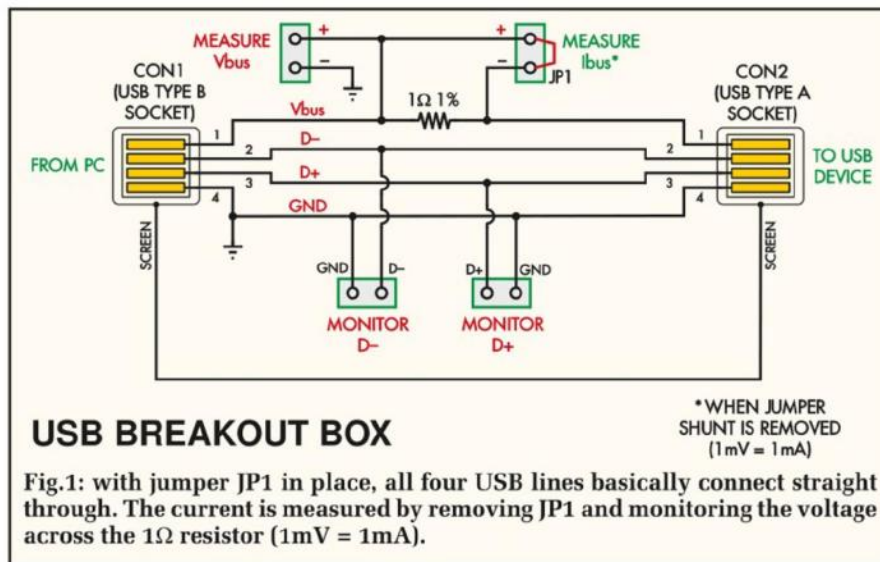 MEASURE
Vbus
+
–
+
–
MEASURE
Ibus*
JP1
CON1
(USB TYPE B
SOCKET)
CON2
(USB TYPE A
SOCKET)
1Ω 1%
Vbus
D–
D+
GND
FROM PC
1
2
3
4
1
2
3
4
TO USB
DEVICE
SCREEN
SCREEN
GND
D–
D+
GND
MONITOR
D–
MONITOR
D+
USB BREAKOUT BOX
*WHEN JUMPER
SHUNT IS REMOVED
(1mV = 1mA)
Fig.1: with jumper JP1 in place, all four USB lines basically connect straight
through. The current is measured by removing JP1 and monitoring the voltage
across the 1Ω resistor (1mV = 1mA).